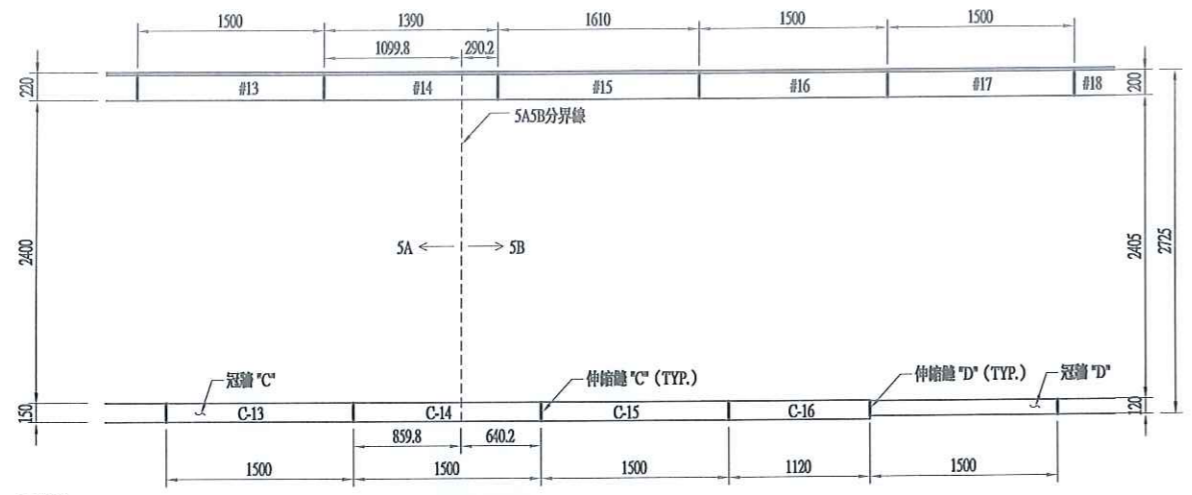 1500 1390 1610 1500 1500
1099.8 290.2
220 #13 #14 #15 #16 #17 #18 200
5A5B分界線
2400 5A 5B 2405 2725
冠牆 "C" 伸縮縫 "C" (TYP.) 伸縮縫 "D" (TYP.) 冠牆 "D"
150 C-13 C-14 C-15 C-16 120
859.8 640.2
1500 1500 1500 1120 1500